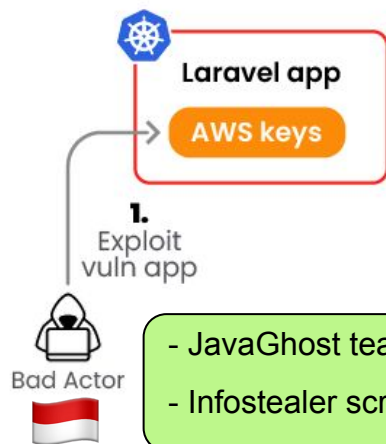 Laravel app
AWS keys
1.
Exploit
vuln app
Bad Actor
- JavaGhost tea
- Infostealer scr